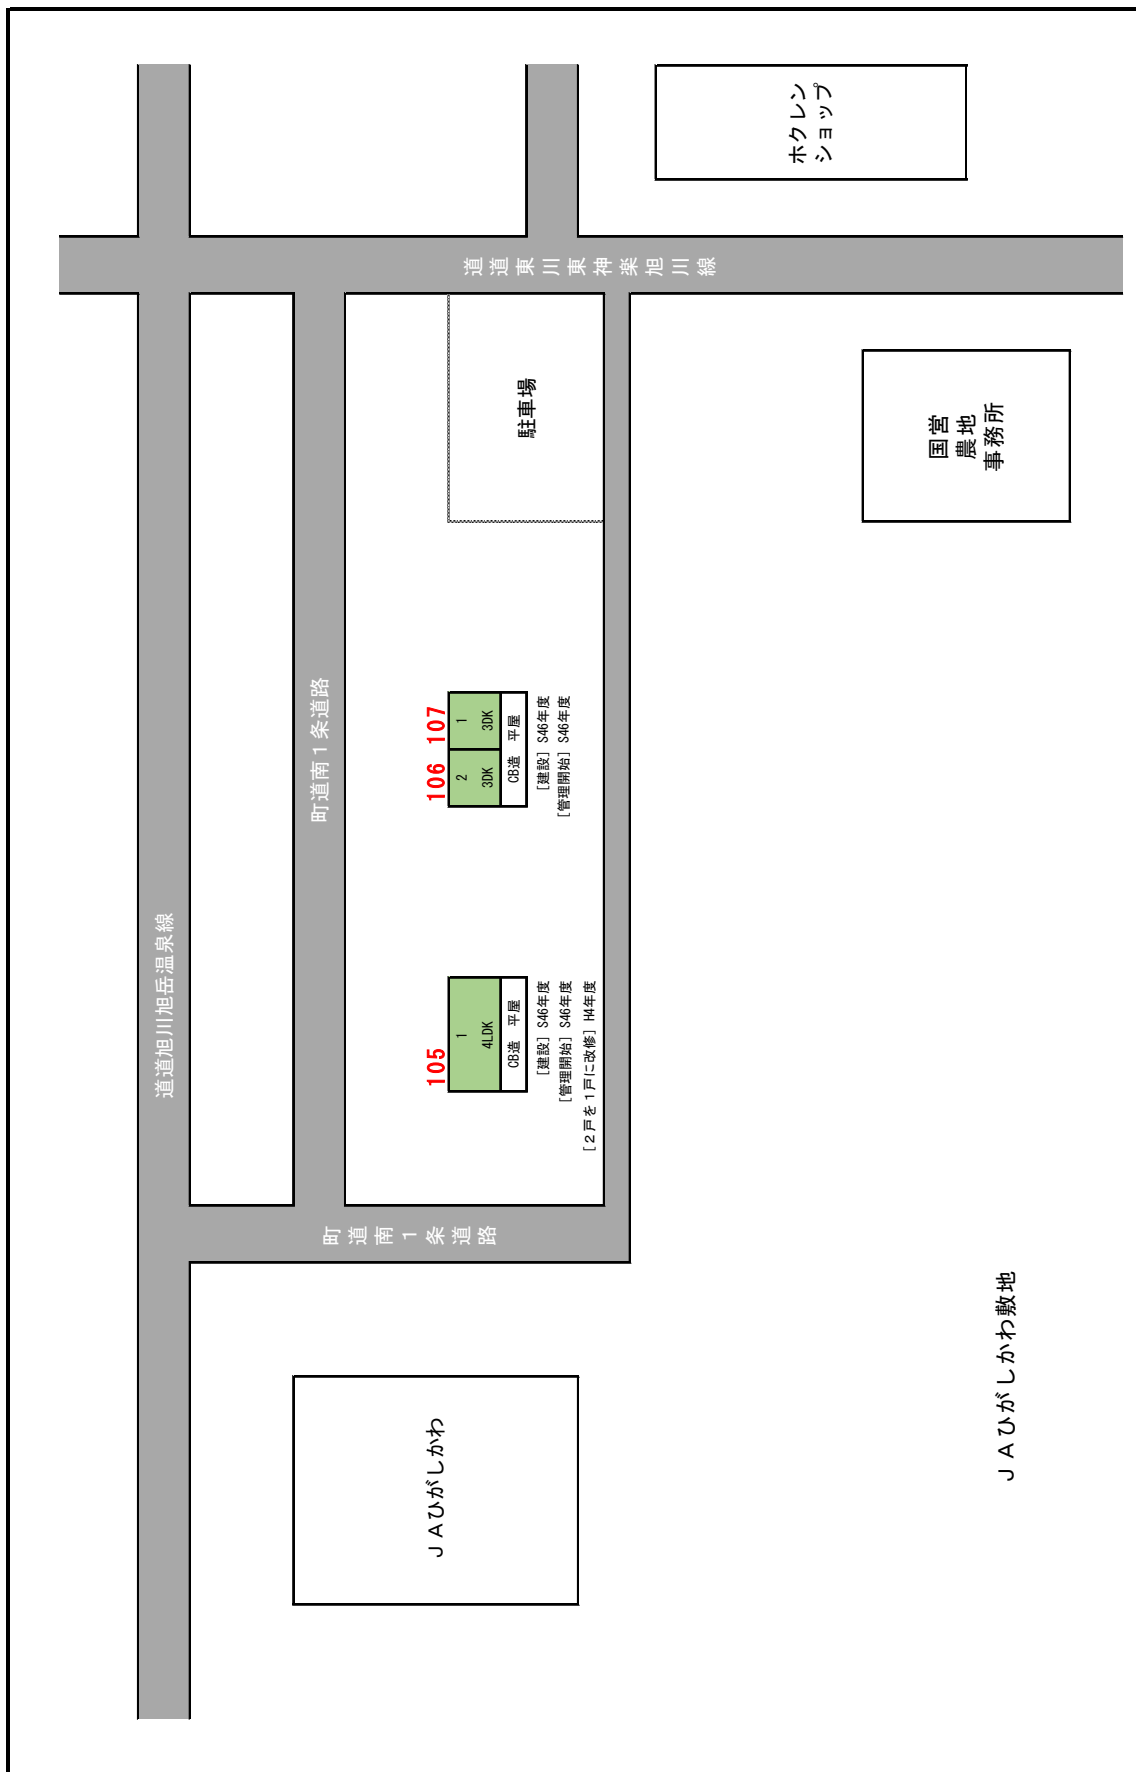 道道旭川旭岳温泉線
町道南1条道路
町道南1条道路
道道東川東神楽旭川線
ホクレン
ショップ
駐車場
国営
農地
事務所
105
1
4LDK
CB造 平屋
[建設] S46年度
[管理開始] S46年度
[2戸を1戸に改修] H4年度
106
107
2
3DK
1
3DK
CB造 平屋
[建設] S46年度
[管理開始] S46年度
JAひがしかわ
JAひがしかわ敷地